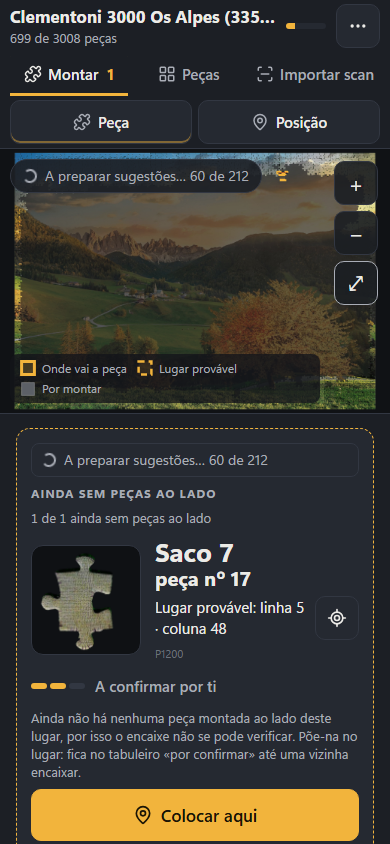 Clementoni 3000 Os Alpes (335...
699 de 3008 peças
Montar 1
Peças
Importar scan
Peça
Posição
A preparar sugestões... 60 de 212
Onde vai a peça
Lugar provável
Por montar
A preparar sugestões... 60 de 212
AINDA SEM PEÇAS AO LADO
1 de 1 ainda sem peças ao lado
Saco 7
peça nº 17
Lugar provável: linha 5
· coluna 48
P1200
A confirmar por ti
Ainda não há nenhuma peça montada ao lado deste
lugar, por isso o encaixe não se pode verificar. Põe-na no
lugar: fica no tabuleiro «por confirmar» até uma vizinha
encaixar.
Colocar aqui